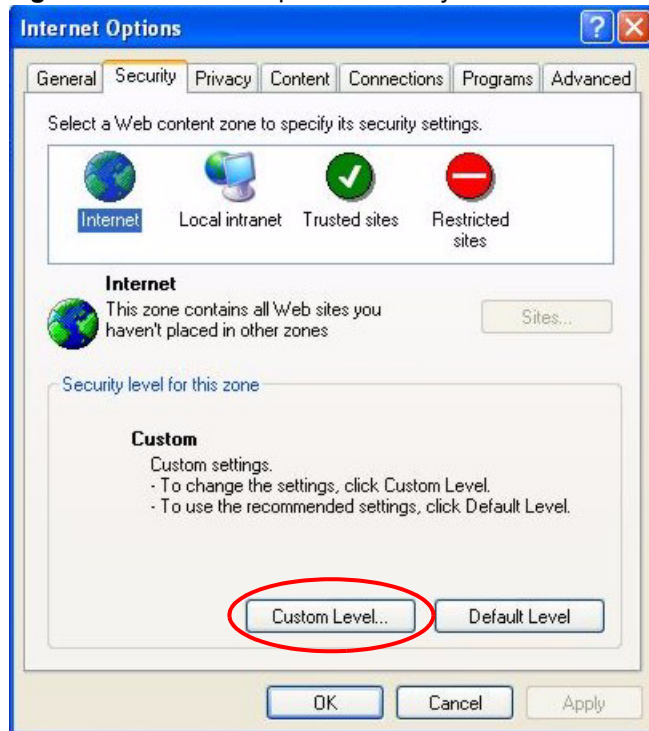 Internet Options
General Security Privacy Content Connections Programs Advanced
Select a Web content zone to specify its security settings.
Internet Local intranet Trusted sites Restricted
sites
Internet
This zone contains all Web sites you
haven't placed in other zones
Sites...
Security level for this zone
Custom
Custom settings.
- To change the settings, click Custom Level.
- To use the recommended settings, click Default Level.
Custom Level... Default Level
OK Cancel Apply